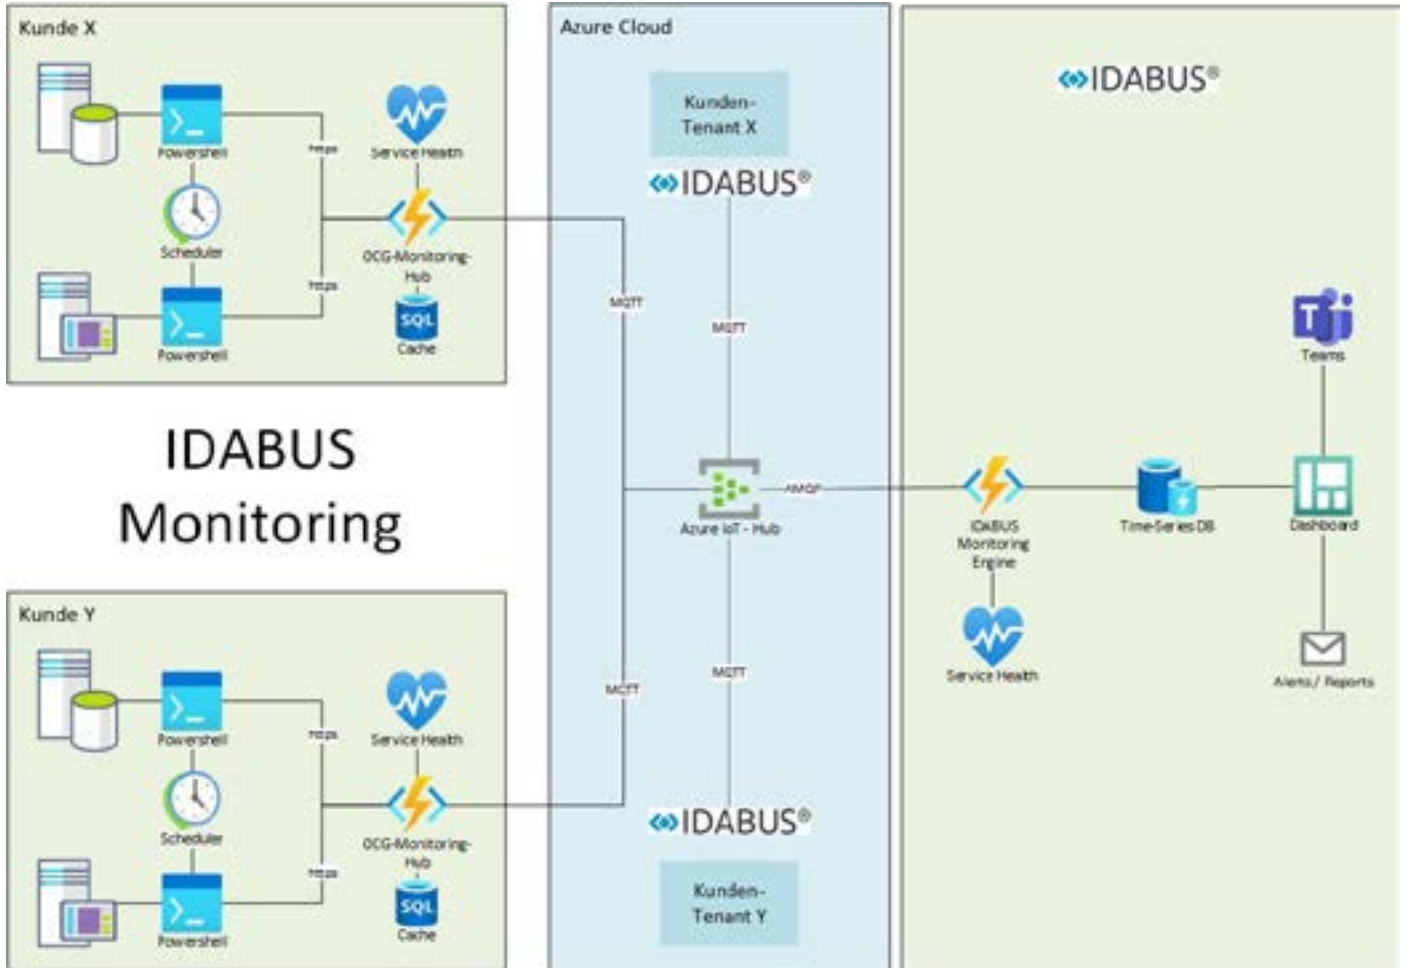 Kunde X
Powershell
https
Service Health
Scheduler
OCG-Monitoring-
Hub
https
SQL
Cache
Powershell
IDABUS
Monitoring
Kunde Y
Powershell
https
Service Health
Scheduler
OCG-Monitoring-
Hub
https
SQL
Cache
Powershell
Azure Cloud
Kunden-
Tenant X
IDABUS®
MQTT
MQTT
Azure IoT - Hub
AMQP
MQTT
MQTT
IDABUS®
Kunden-
Tenant Y
IDABUS®
Teams
IDABUS
Monitoring
Engine
Time-Series DB
Dashboard
Service Health
Alerts / Reports